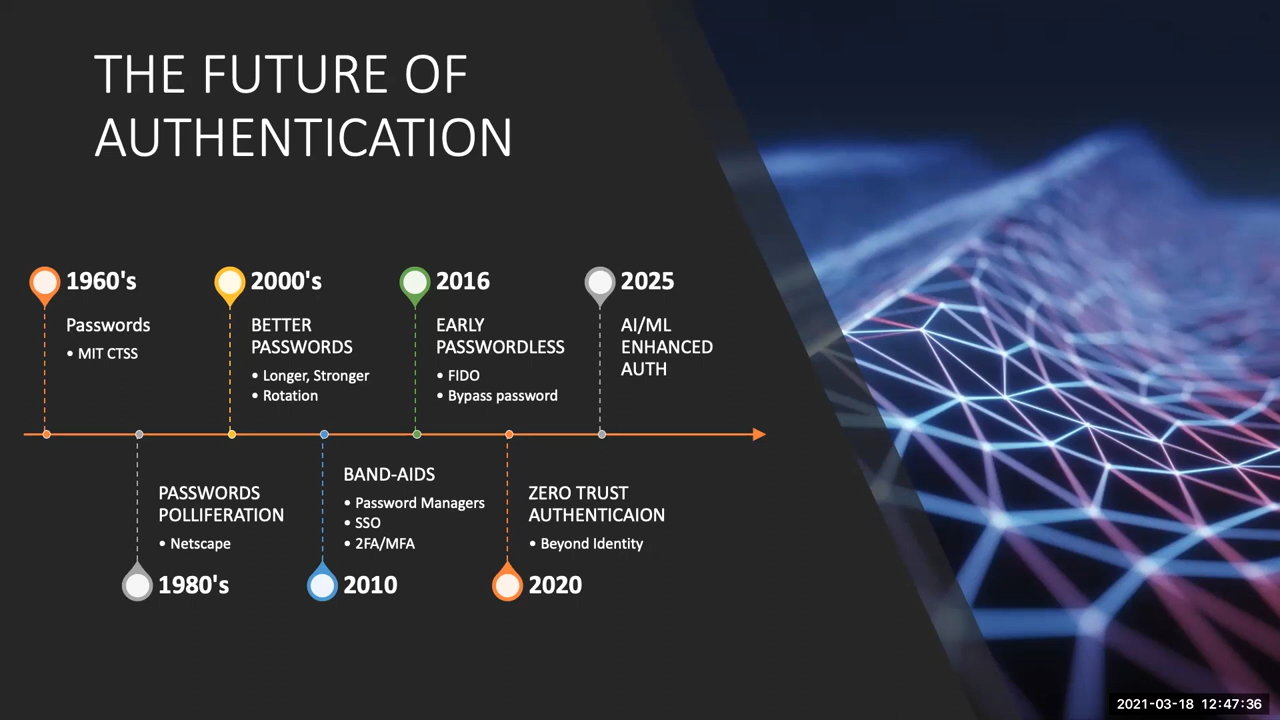 THE FUTURE OF
AUTHENTICATION
1960's
Passwords
• MIT CTSS
2000's
BETTER
PASSWORDS
• Longer, Stronger
• Rotation
2016
EARLY
PASSWORDLESS
• FIDO
• Bypass password
2025
AI/ML
ENHANCED
AUTH
PASSWORDS
POLLIFERATION
• Netscape
1980's
BAND-AIDS
• Password Managers
• SSO
• 2FA/MFA
2010
ZERO TRUST
AUTHENTICAION
• Beyond Identity
2020
2021-03-18 12:47:36